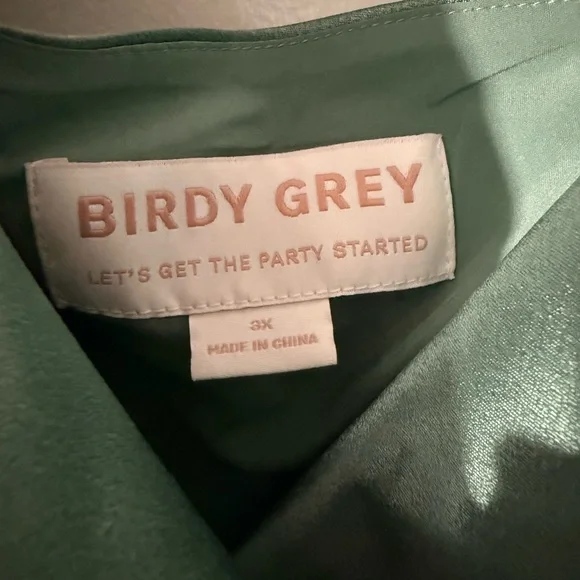 BIRDY GREY
LET'S GET THE PARTY STARTED
3X
MADE IN CHINA